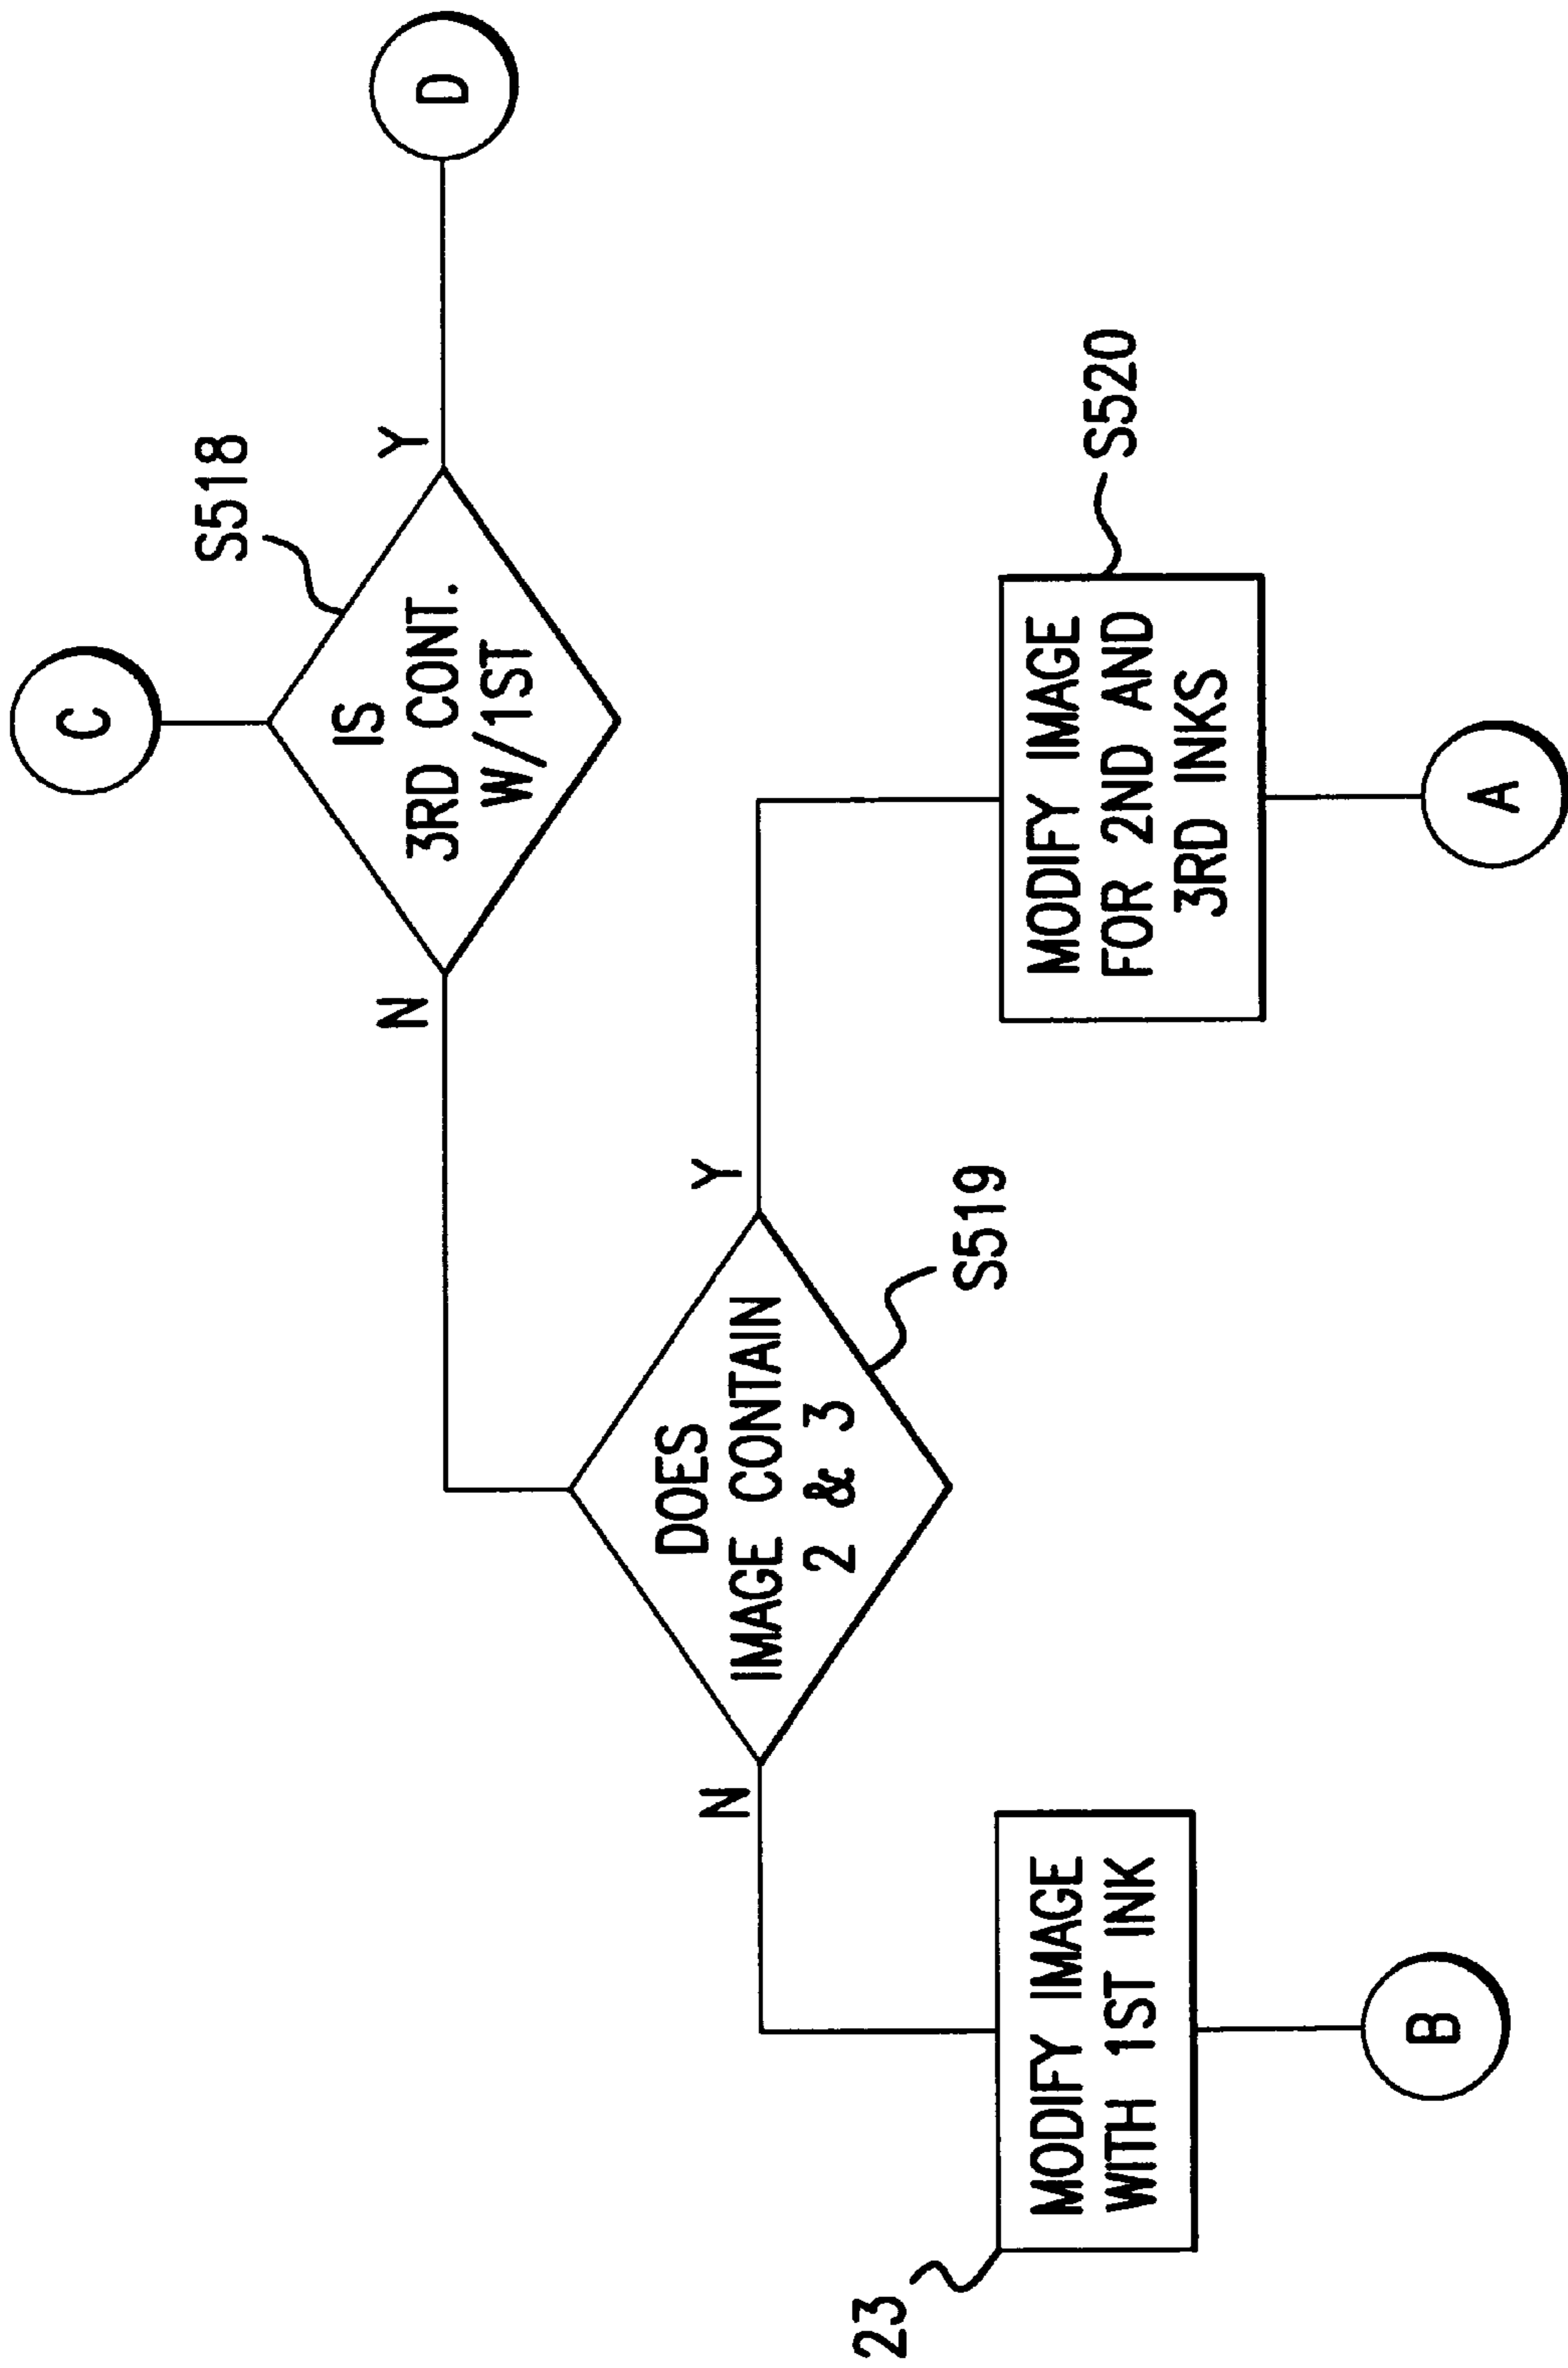 C
S518
IS
3RD CONT.
W/1ST
N
Y
D
DOES
IMAGE CONTAIN
2 & 3
N
Y
S519
23
MODIFY IMAGE
WITH 1ST INK
MODIFY IMAGE
FOR 2ND AND
3RD INKS
S520
B
A